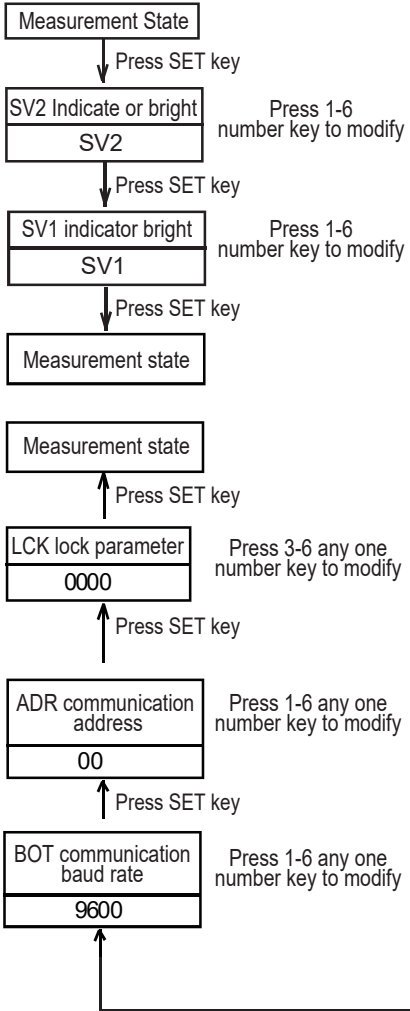 Measurement State
Press SET key
SV2 Indicate or bright
SV2
Press 1-6
number key to modify
Press SET key
SV1 indicator bright
SV1
Press 1-6
number key to modify
Press SET key
Measurement state
Measurement state
Press SET key
LCK lock parameter
0000
Press 3-6 any one
number key to modify
Press SET key
ADR communication
address
00
Press 1-6 any one
number key to modify
Press SET key
BOT communication
baud rate
9600
Press 1-6 any one
number key to modify